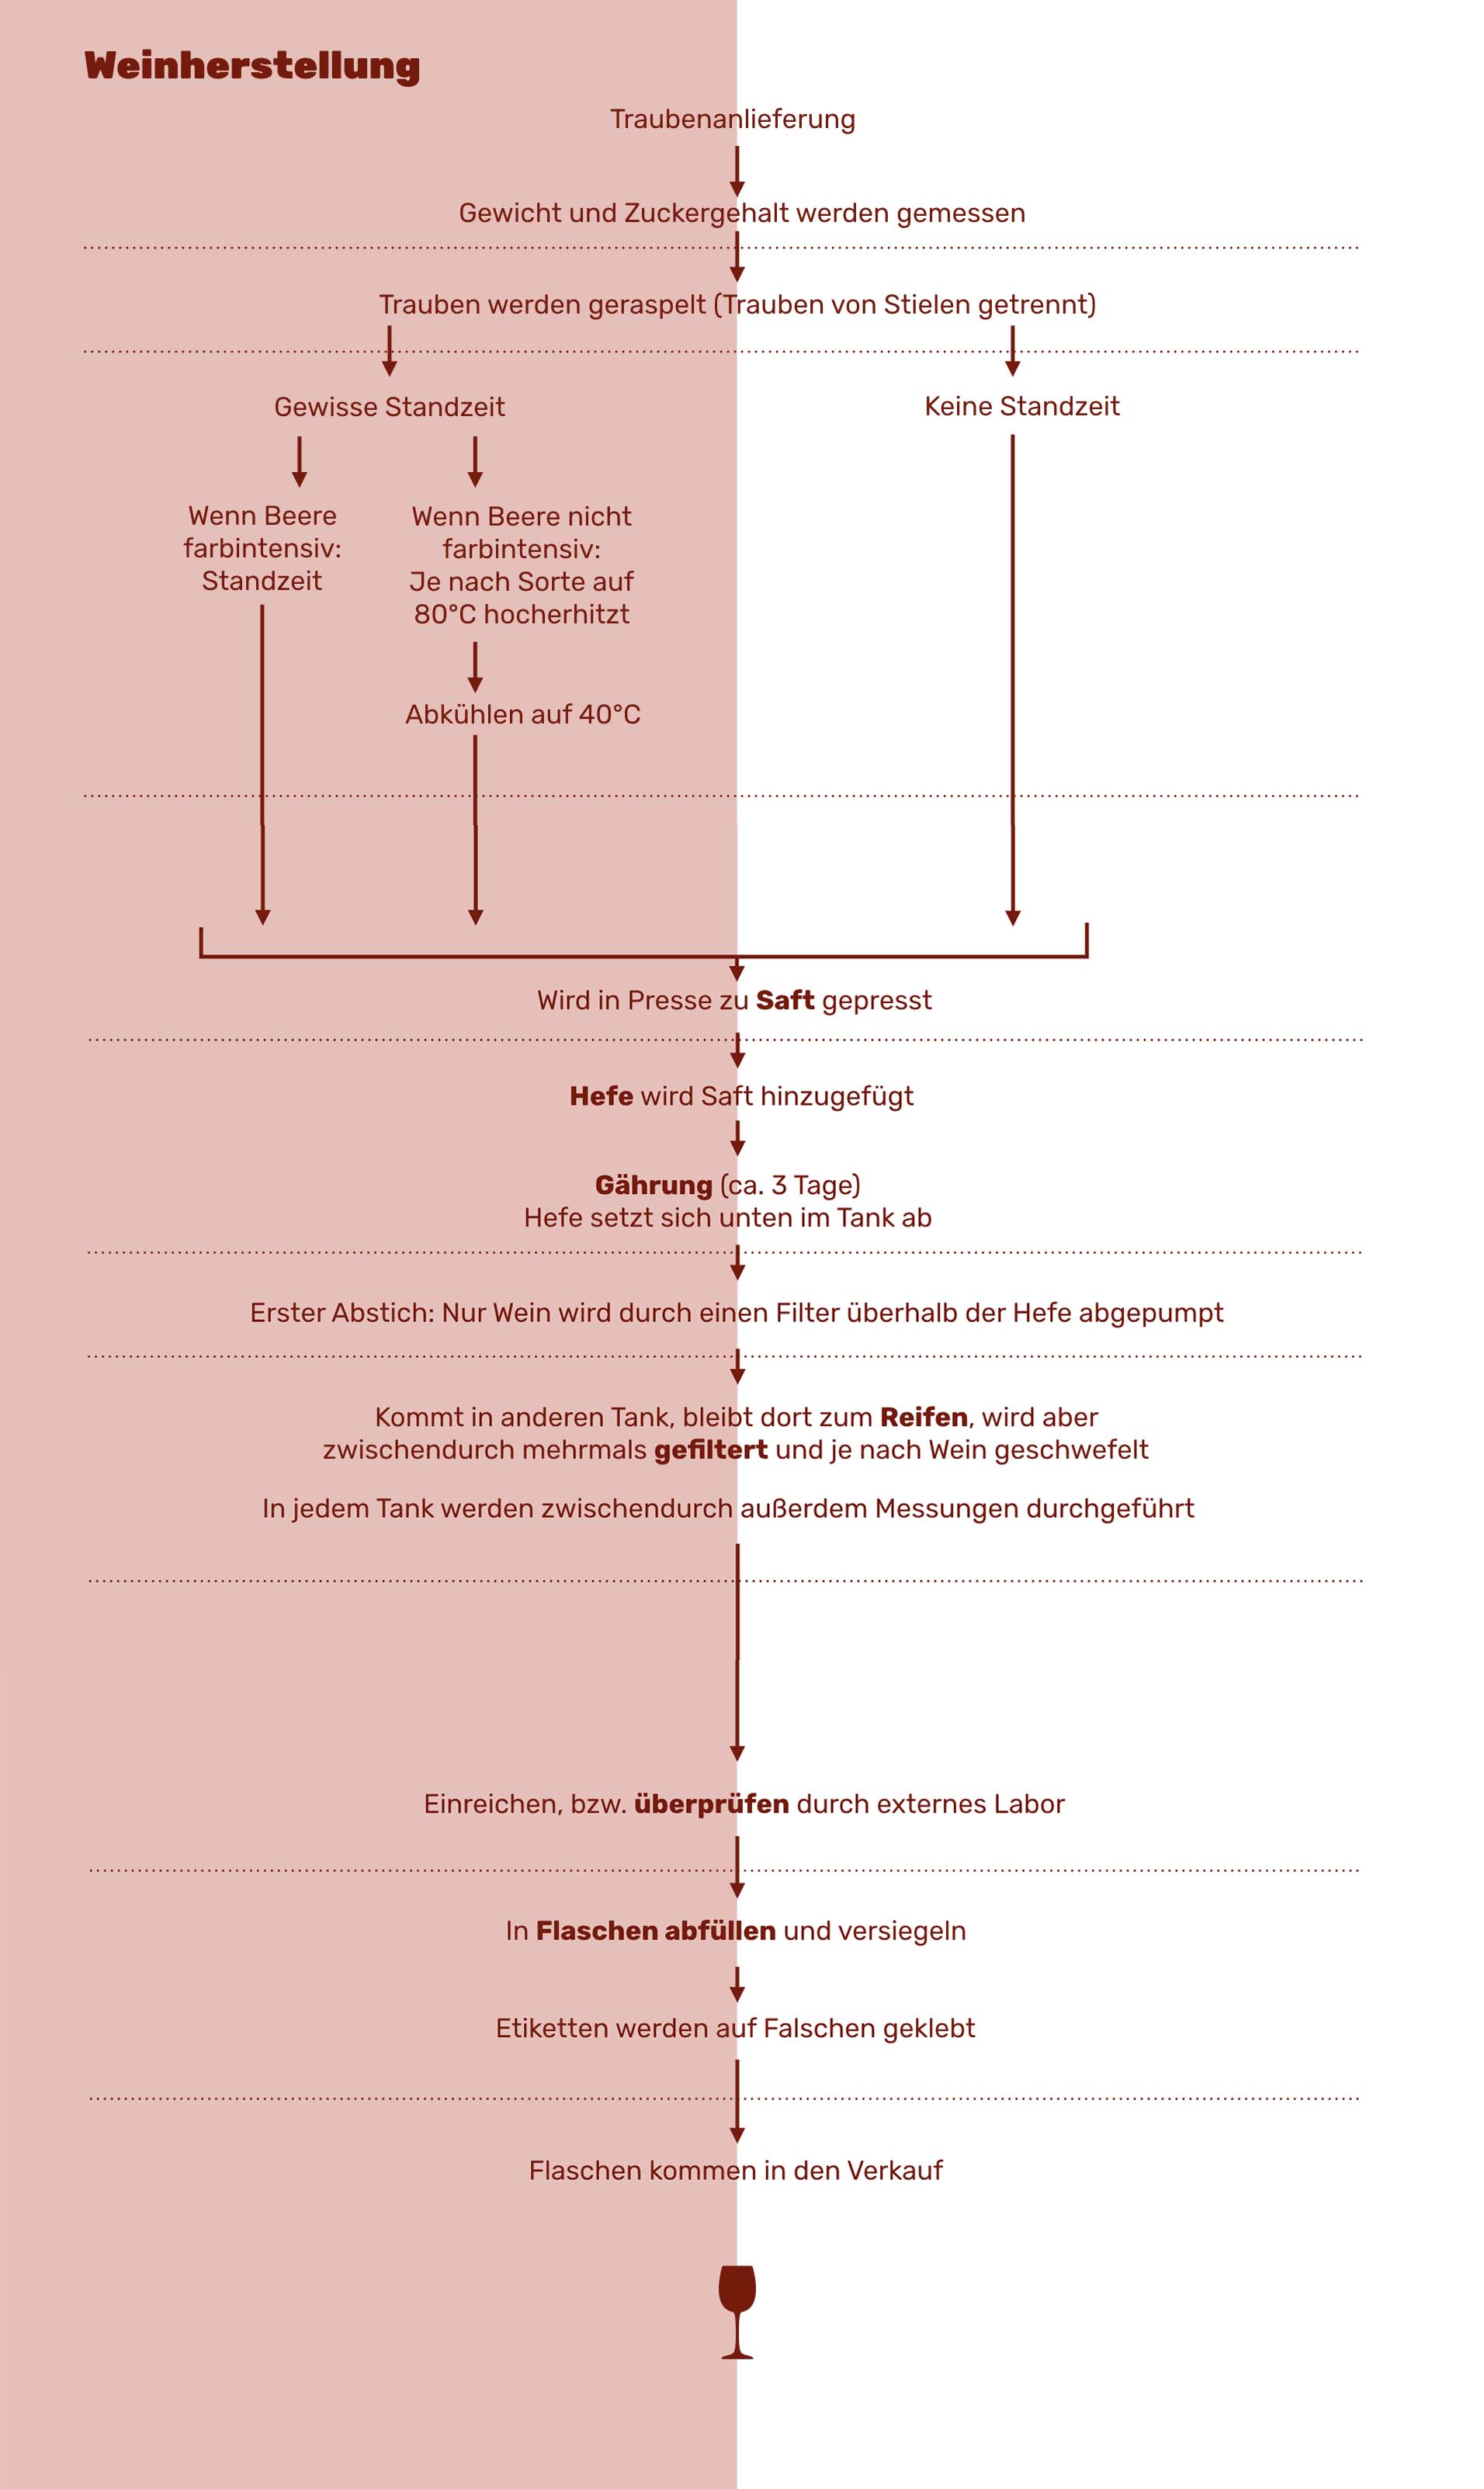 Weinherstellung
Traubenanlieferung
Gewicht und Zuckergehalt werden gemessen
Trauben werden geraspelt (Trauben von Stielen getrennt)
Gewisse Standzeit
Keine Standzeit
Wenn Beere
farbintensiv:
Standzeit
Wenn Beere nicht
farbintensiv:
Je nach Sorte auf
80°C hocherhitzt
Abkühlen auf 40°C
Wird in Presse zu Saft gepresst
Hefe wird Saft hinzugefügt
Gährung (ca. 3 Tage)
Hefe setzt sich unten im Tank ab
Erster Abstich: Nur Wein wird durch einen Filter überhalb der Hefe abgepumpt
Kommt in anderen Tank, bleibt dort zum Reifen, wird aber
zwischendurch mehrmals gefiltert und je nach Wein geschwefelt
In jedem Tank werden zwischendurch außerdem Messungen durchgeführt
Einreichen, bzw. überprüfen durch externes Labor
In Flaschen abfüllen und versiegeln
Etiketten werden auf Falschen geklebt
Flaschen kommen in den Verkauf